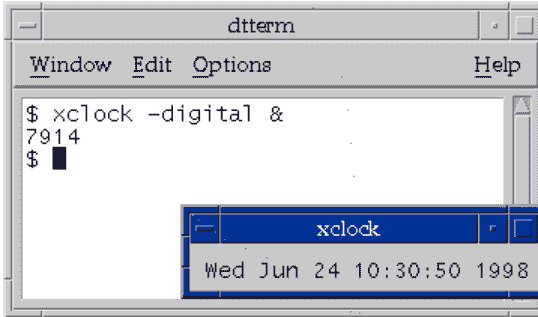 dtterm
Window Edit Options Help
$ xclock -digital &
7914
$
xclock
Wed Jun 24 10:30:50 1998